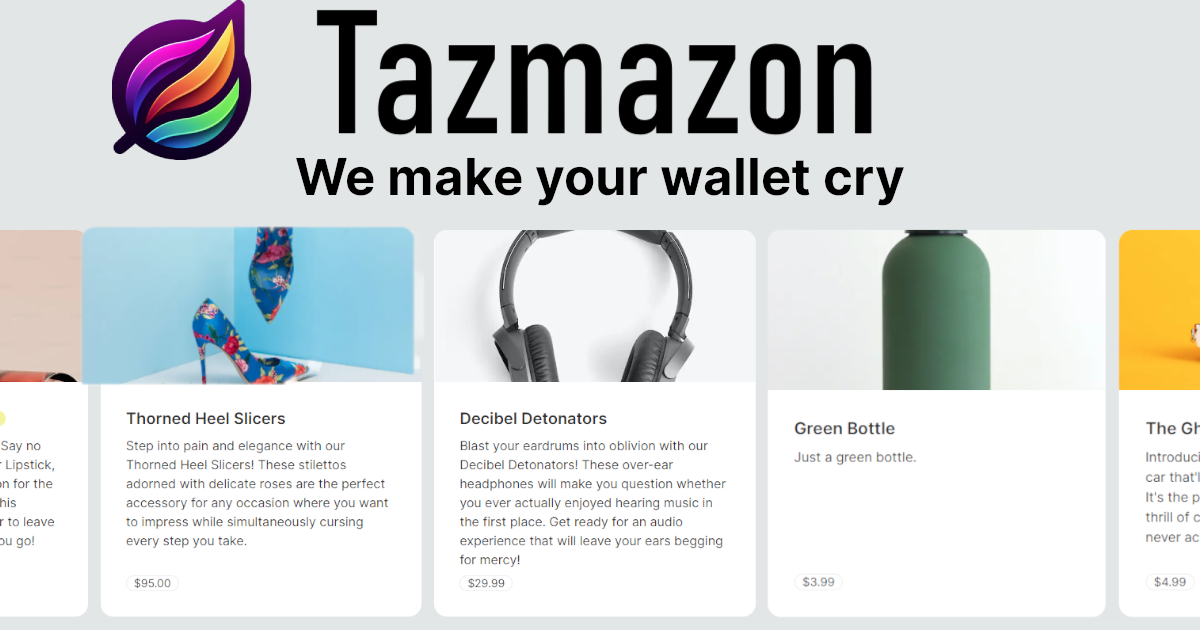 Tazmazon
We make your wallet cry
Say no
Lipstick,
on for the
his
r to leave
ou go!
Thorned Heel Slicers
Step into pain and elegance with our
Thorned Heel Slicers! These stilettos
adorned with delicate roses are the perfect
accessory for any occasion where you want
to impress while simultaneously cursing
every step you take.
$95.00
Decibel Detonators
Blast your eardrums into oblivion with our
Decibel Detonators! These over-ear
headphones will make you question whether
you ever actually enjoyed hearing music in
the first place. Get ready for an audio
experience that will leave your ears begging
for mercy!
$29.99
Green Bottle
Just a green bottle.
$3.99
The Gh
Introduci
car that'l
It's the p
thrill of c
never ac
$4.99